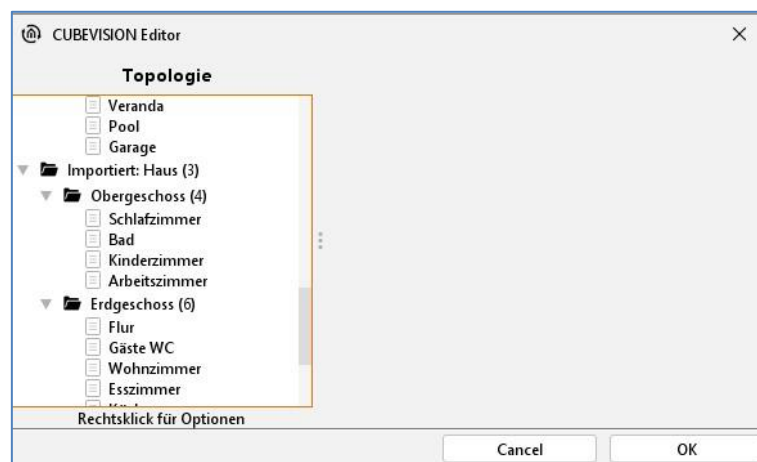 CUBEVISION Editor
Topologie
Veranda
Pool
Garage
Importiert: Haus (3)
Obergeschoss (4)
Schlafzimmer
Bad
Kinderzimmer
Arbeitszimmer
Erdgeschoss (6)
Flur
Gäste WC
Wohnzimmer
Esszimmer
Rechtsklick für Optionen
Cancel
OK